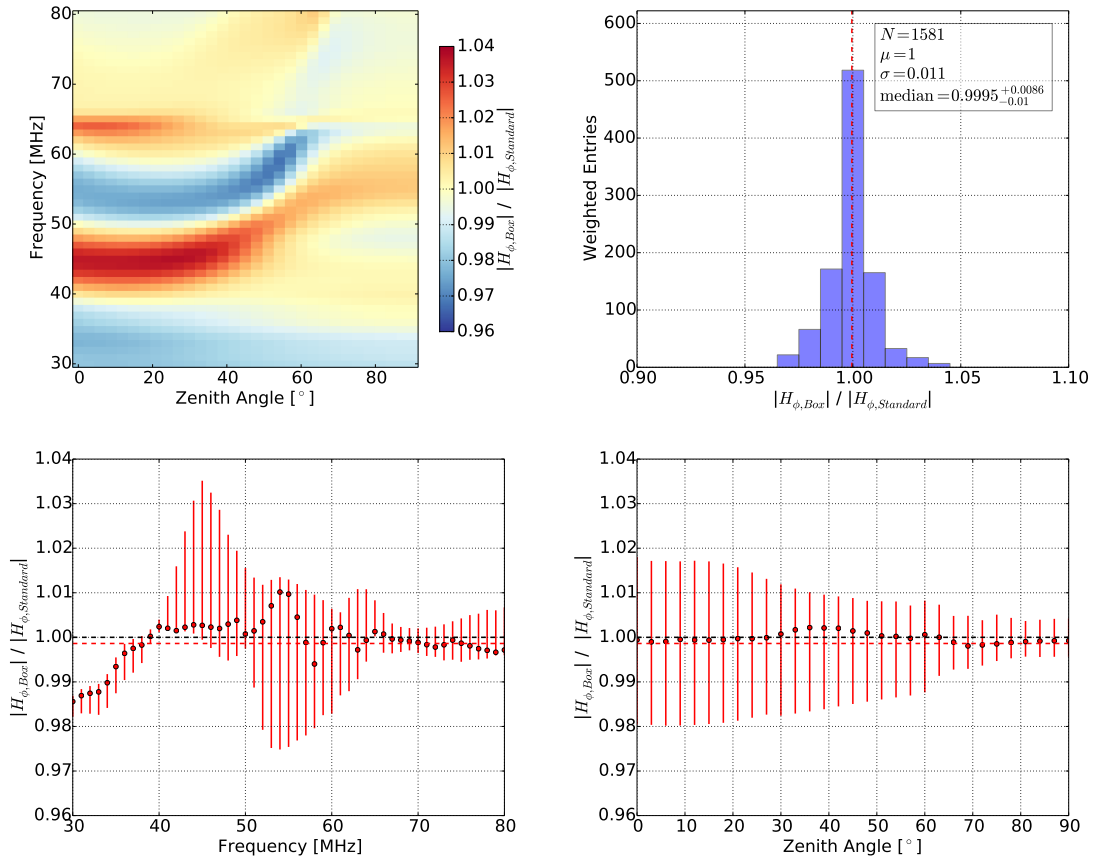 80
70
60
50
40
30
0 20 40 60 80
Zenith Angle [°]
Frequency [MHz]
1.04
1.03
1.02
1.01
1.00
0.99
0.98
0.97
0.96
|H_{ϕ,Box}| / |H_{ϕ,Standard}|
600
500
400
300
200
100
0
0.90 0.95 1.00 1.05 1.10
|H_{ϕ,Box}| / |H_{ϕ,Standard}|
Weighted Entries
N=1581
μ=1
σ=0.011
median=0.9995^{+0.0086}_{-0.01}
1.04
1.03
1.02
1.01
1.00
0.99
0.98
0.97
0.96
30 40 50 60 70 80
Frequency [MHz]
|H_{ϕ,Box}| / |H_{ϕ,Standard}|
1.04
1.03
1.02
1.01
1.00
0.99
0.98
0.97
0.96
0 10 20 30 40 50 60 70 80 90
Zenith Angle [°]
|H_{ϕ,Box}| / |H_{ϕ,Standard}|